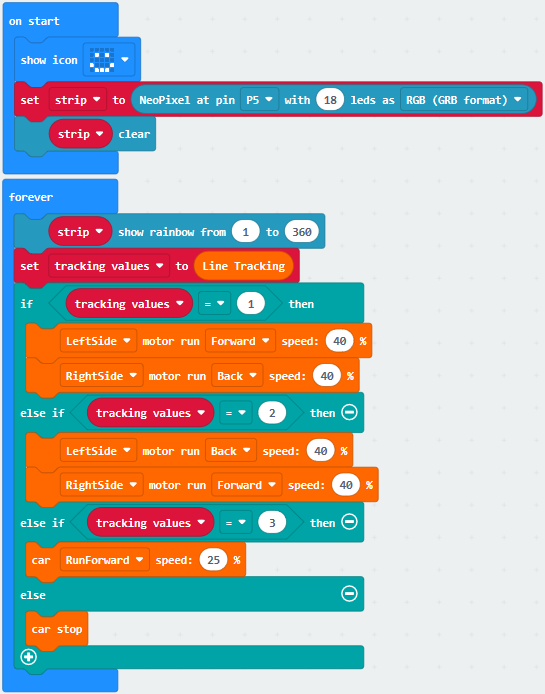 on start
show icon
set strip to NeoPixel at pin P5 with 18 leds as RGB (GRB format)
strip clear
forever
strip show rainbow from 1 to 360
set tracking values to Line Tracking
if tracking values = 1 then
LeftSide motor run Forward speed: 40 %
RightSide motor run Back speed: 40 %
else if tracking values = 2 then
LeftSide motor run Back speed: 40 %
RightSide motor run Forward speed: 40 %
else if tracking values = 3 then
car RunForward speed: 25 %
else
car stop